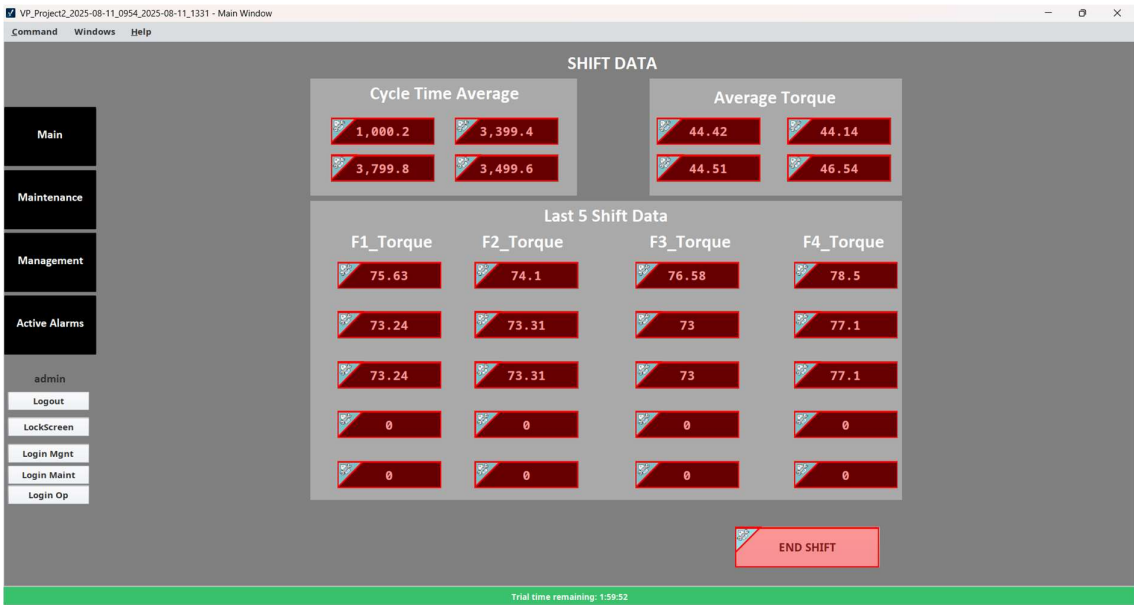 VP_Project2_2025-08-11_0954_2025-08-11_1331 - Main Window
Command Windows Help
SHIFT DATA
Cycle Time Average
1,000.2 3,399.4
3,799.8 3,499.6
Average Torque
44.42 44.14
44.51 46.54
Last 5 Shift Data
F1_Torque F2_Torque F3_Torque F4_Torque
75.63 74.1 76.58 78.5
73.24 73.31 73 77.1
73.24 73.31 73 77.1
0 0 0 0
0 0 0 0
END SHIFT
Main
Maintenance
Management
Active Alarms
admin
Logout
LockScreen
Login Mgnt
Login Maint
Login Op
Trial time remaining: 1:59:52